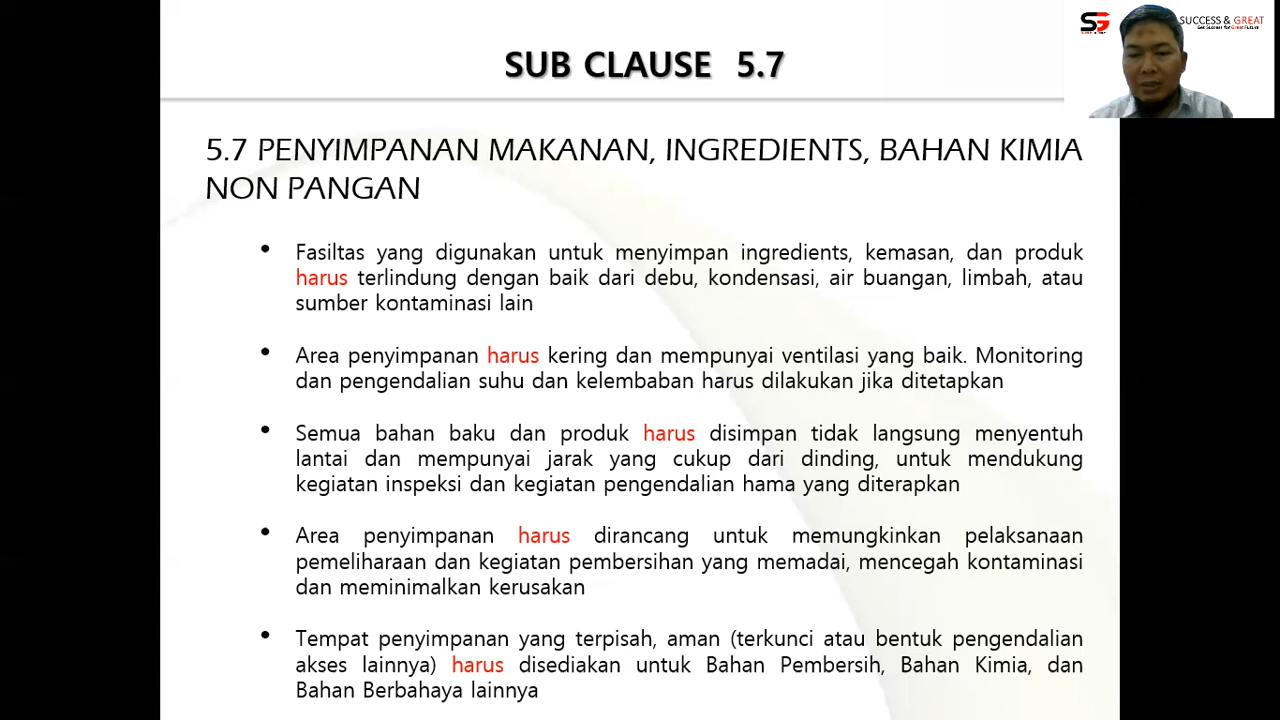 SG
SUCCESS & GREAT
Get Success for Great Future
SUB CLAUSE 5.7
5.7 PENYIMPANAN MAKANAN, INGREDIENTS, BAHAN KIMIA
NON PANGAN
• Fasiltas yang digunakan untuk menyimpan ingredients, kemasan, dan produk
harus terlindung dengan baik dari debu, kondensasi, air buangan, limbah, atau
sumber kontaminasi lain
• Area penyimpanan harus kering dan mempunyai ventilasi yang baik. Monitoring
dan pengendalian suhu dan kelembaban harus dilakukan jika ditetapkan
• Semua bahan baku dan produk harus disimpan tidak langsung menyentuh
lantai dan mempunyai jarak yang cukup dari dinding, untuk mendukung
kegiatan inspeksi dan kegiatan pengendalian hama yang diterapkan
• Area penyimpanan harus dirancang untuk memungkinkan pelaksanaan
pemeliharaan dan kegiatan pembersihan yang memadai, mencegah kontaminasi
dan meminimalkan kerusakan
• Tempat penyimpanan yang terpisah, aman (terkunci atau bentuk pengendalian
akses lainnya) harus disediakan untuk Bahan Pembersih, Bahan Kimia, dan
Bahan Berbahaya lainnya